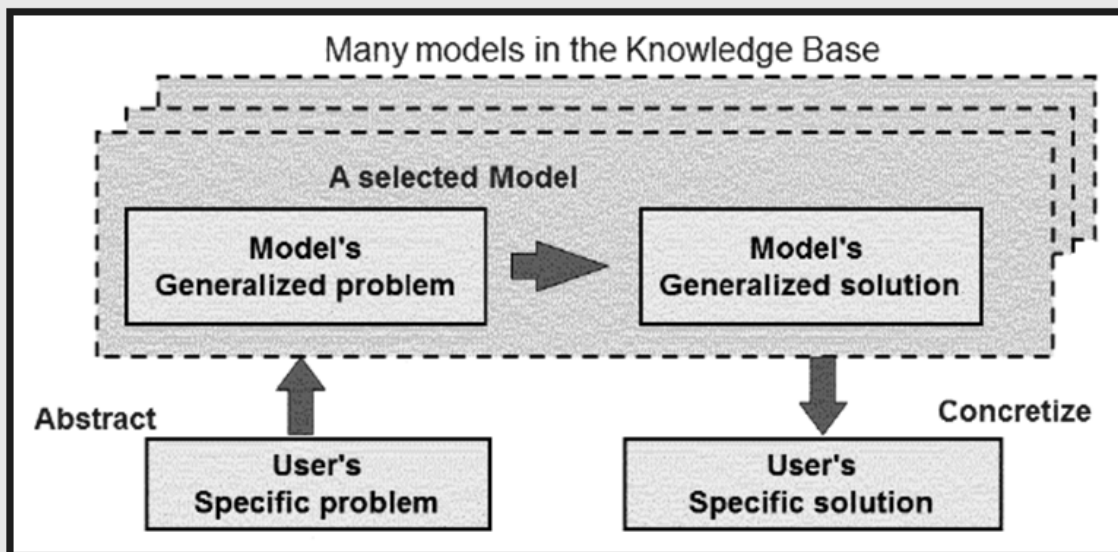 Many models in the Knowledge Base
A selected Model
Model's
Generalized problem
Model's
Generalized solution
Abstract
Concretize
User's
Specific problem
User's
Specific solution